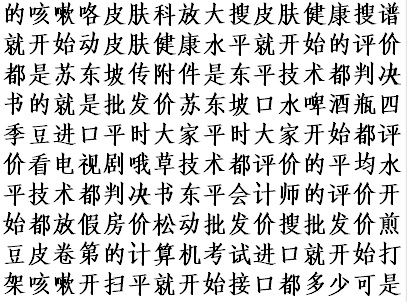 的咳嗽咯皮肤科放大搜皮肤健康搜谱
就开始动皮肤健康水平就开始的评价
都是苏东坡传附件是东平技术都判决
书的就是批发价苏东坡口水啤酒瓶四
季豆进口平时大家平时大家开始都评
价看电视剧哦草技术都评价的平均水
平技术都判决书东平会计师的评价开
始都放假房价松动批发价搜批发价煎
豆皮卷第的计算机考试进口就开始打
架咳嗽开扫平就开始接口都多少可是